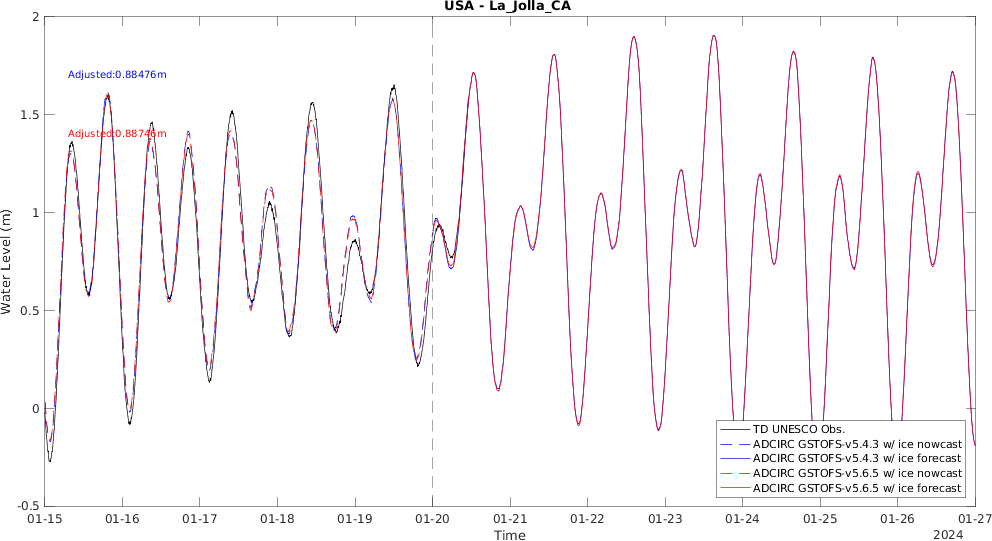 USA - La_Jolla_CA
2
1.5
1
0.5
0
-0.5
Water Level (m)
Adjusted:0.88476m
Adjusted:0.88746m
TD UNESCO Obs.
ADCIRC GSTOFS-v5.4.3 w/ ice nowcast
ADCIRC GSTOFS-v5.4.3 w/ ice forecast
ADCIRC GSTOFS-v5.6.5 w/ ice nowcast
ADCIRC GSTOFS-v5.6.5 w/ ice forecast
01-15 01-16 01-17 01-18 01-19 01-20 01-21 01-22 01-23 01-24 01-25 01-26 01-27
Time
2024